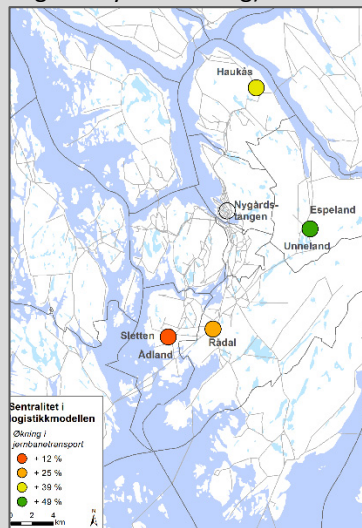 Haukås
Nygårds-
tangen
Espeland
Unneland
Sletten
Rådal
Ådland
Sentralitet i
logistikkmodellen
Økning i
jernbanetransport
+ 12 %
+ 25 %
+ 39 %
+ 49 %
0 2 4
km